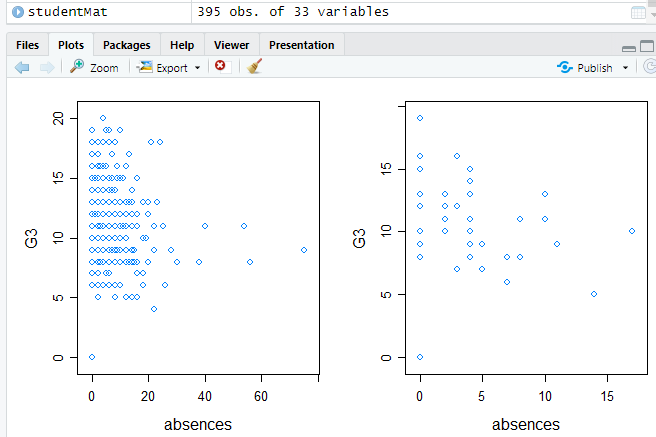 studentMat 395 obs. of 33 variables
Files Plots Packages Help Viewer Presentation
Zoom Export Publish
20
15
10
5
0
G3
0 20 40 60
absences
15
10
5
0
G3
0 5 10 15
absences